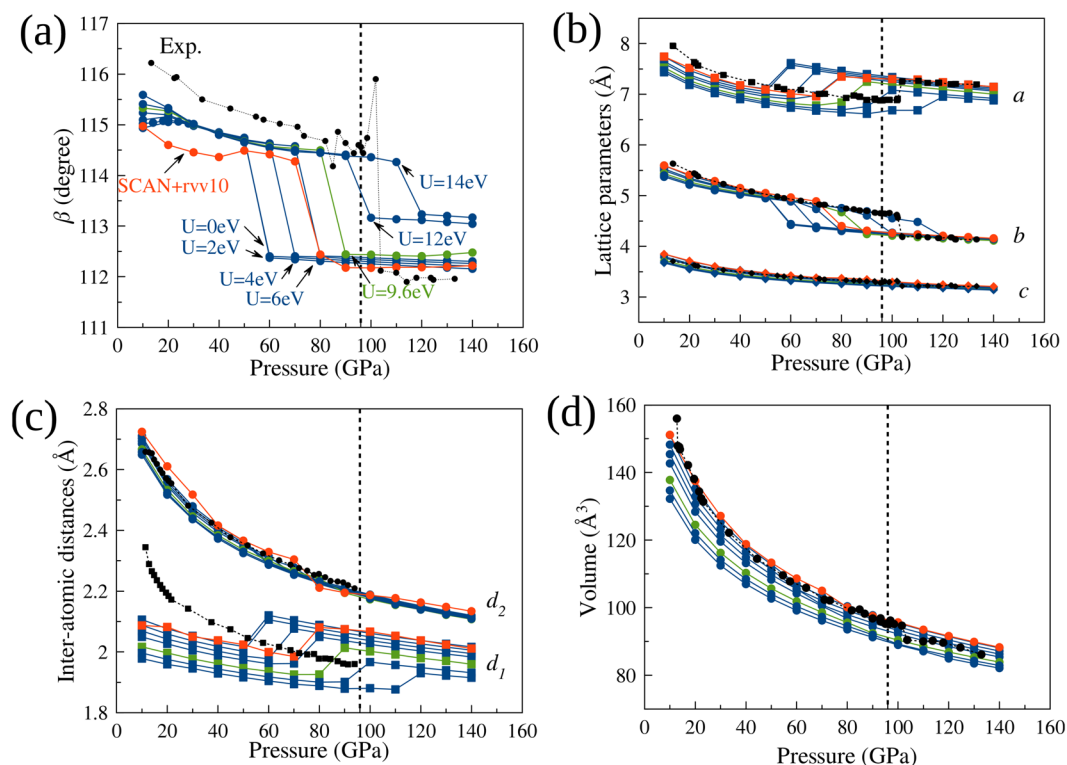 (a)
117
116
115
114
113
112
111
β (degree)
Exp.
SCAN+rvv10
U=14eV
U=0eV
U=2eV
U=12eV
U=4eV
U=6eV
U=9.6eV
0 20 40 60 80 100 120 140 160
Pressure (GPa)
(b)
8
7
6
5
4
3
Lattice parameters (Å)
a
b
c
0 20 40 60 80 100 120 140 160
Pressure (GPa)
(c)
2.8
2.6
2.4
2.2
2
1.8
Inter-atomic distances (Å)
d2
d1
0 20 40 60 80 100 120 140 160
Pressure (GPa)
(d)
160
140
120
100
80
Volume (Å³)
0 20 40 60 80 100 120 140 160
Pressure (GPa)